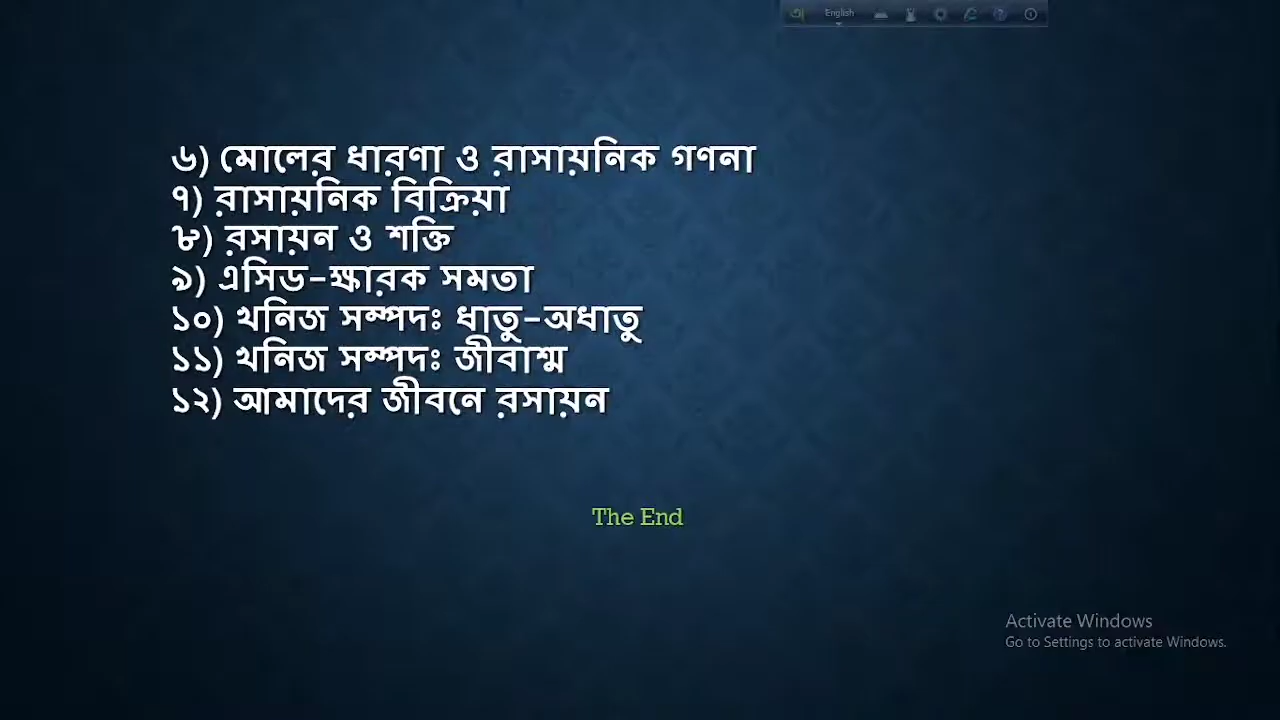 অ English
৬) মোলের ধারণা ও রাসায়নিক গণনা
৭) রাসায়নিক বিক্রিয়া
৮) রসায়ন ও শক্তি
৯) এসিড-ক্ষারক সমতা
১০) খনিজ সম্পদঃ ধাতু-অধাতু
১১) খনিজ সম্পদঃ জীবাশ্ম
১২) আমাদের জীবনে রসায়ন
The End
Activate Windows
Go to Settings to activate Windows.